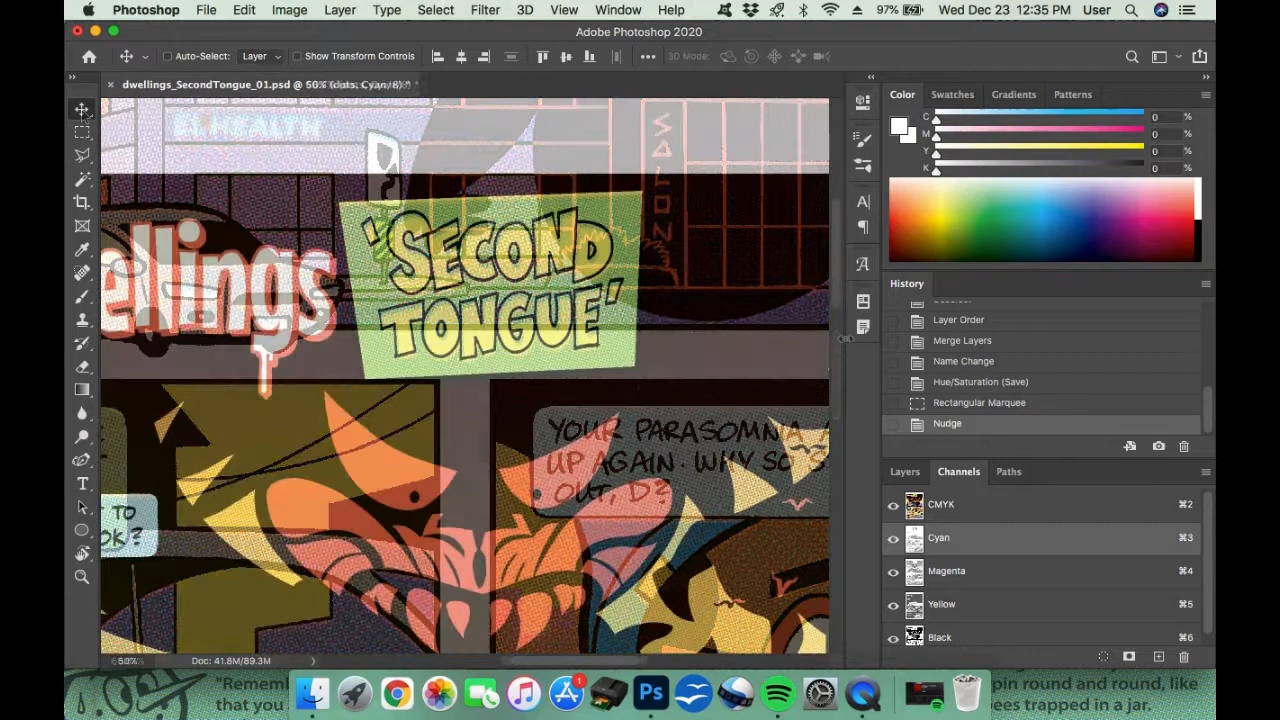 Photoshop File Edit Image Layer Type Select Filter 3D View Window Help 97% Wed Dec 23 12:35 PM User
Adobe Photoshop 2020
Auto-Select: Layer Show Transform Controls 3D Mode:
dwellings_SecondTongue_01.psd @ 50%
Color Swatches Gradients Patterns
C 0 %
M 0 %
Y 0 %
K 0 %
SALON
ellings
'SECOND
TONGUE'
YOUR PARASOMNIA
UP AGAIN. WHY SO
OUT, D?
TO
OK?
History
Layer Order
Merge Layers
Name Change
Hue/Saturation (Save)
Rectangular Marquee
Nudge
Layers Channels Paths
CMYK ⌘2
Cyan ⌘3
Magenta ⌘4
Yellow ⌘5
Black ⌘6
Doc: 41.8M/89.3M
1
Ps
"Remem
that you
pin round and round, like
ees trapped in a jar.